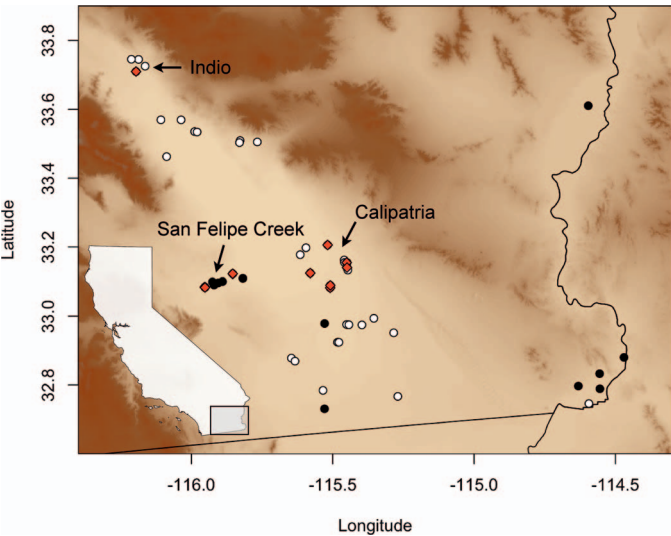 33.8
Indio
33.6
33.4
Calipatria
San Felipe Creek
33.2
Latitude
33.0
32.8
-116.0 -115.5 -115.0 -114.5
Longitude